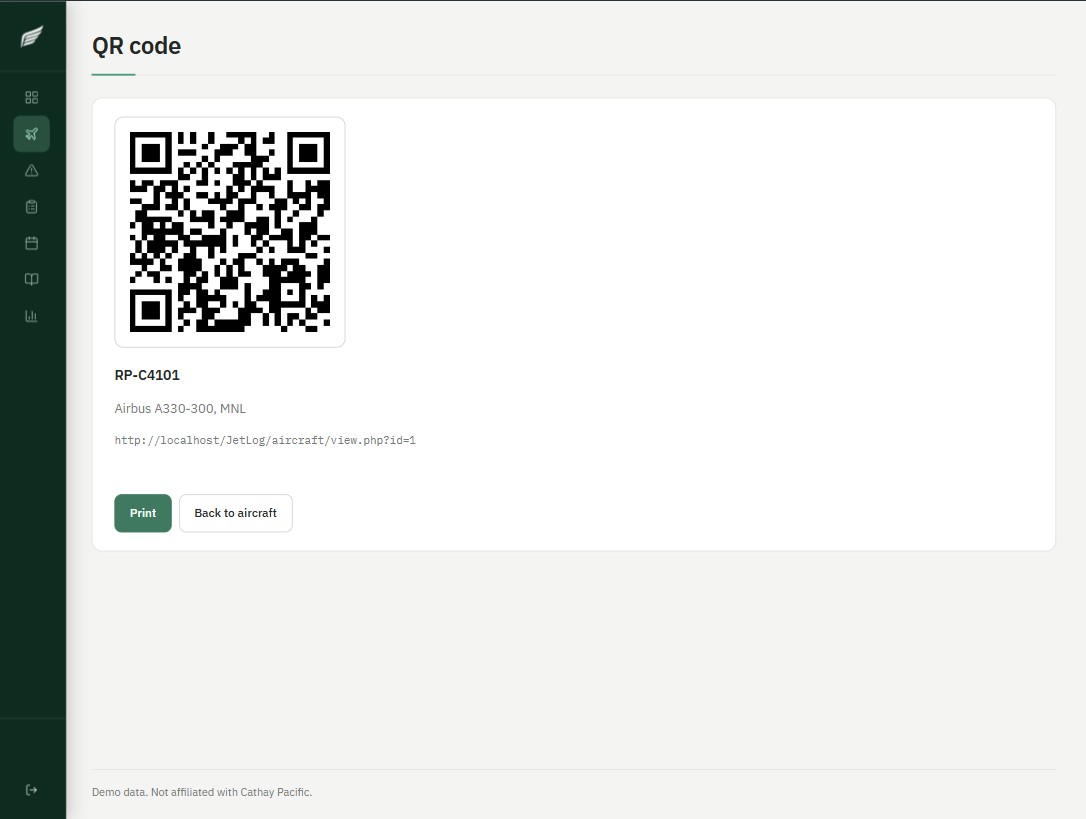 QR code
RP-C4101
Airbus A330-300, MNL
http://localhost/JetLog/aircraft/view.php?id=1
Print
Back to aircraft
Demo data. Not affiliated with Cathay Pacific.